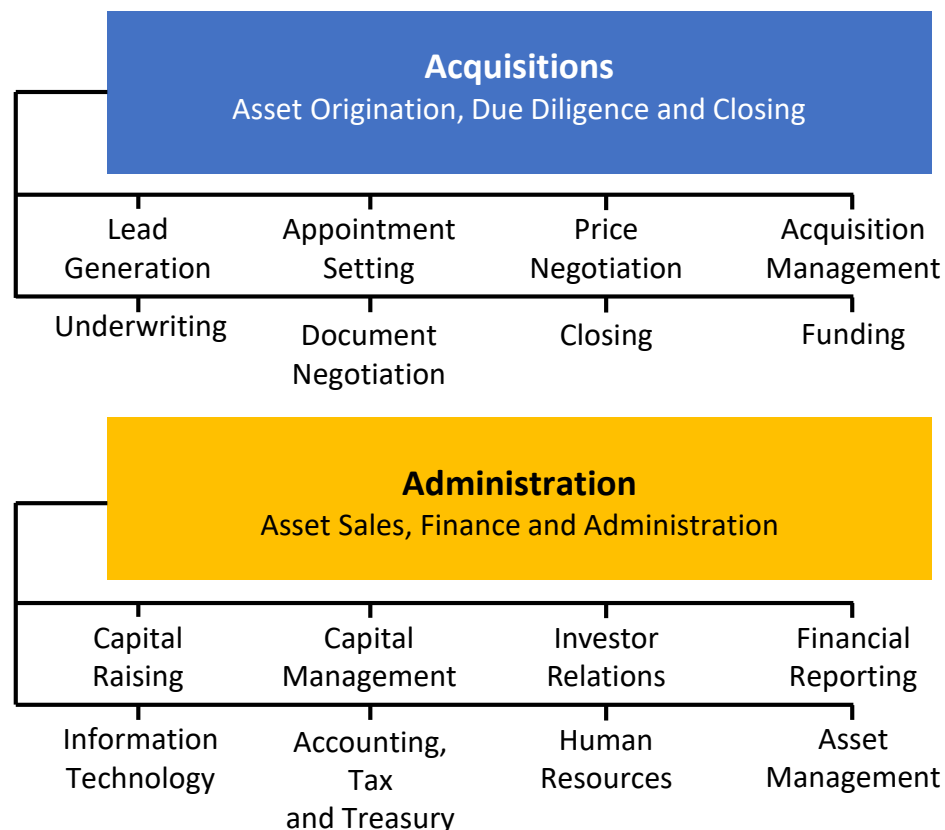 Acquisitions
Asset Origination, Due Diligence and Closing
Lead
Generation
Appointment
Setting
Price
Negotiation
Acquisition
Management
Underwriting
Document
Negotiation
Closing
Funding
Administration
Asset Sales, Finance and Administration
Capital
Raising
Capital
Management
Investor
Relations
Financial
Reporting
Information
Technology
Accounting,
Tax
and Treasury
Human
Resources
Asset
Management